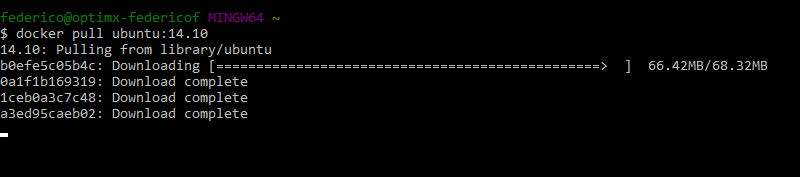 federico@optimx-federicof MINGW64 ~
$ docker pull ubuntu:14.10
14.10: Pulling from library/ubuntu
b0efe5c05b4c: Downloading [================================================>  ]  66.42MB/68.32MB
0a1f1b169319: Download complete
1ceb0a3c7c48: Download complete
a3ed95caeb02: Download complete